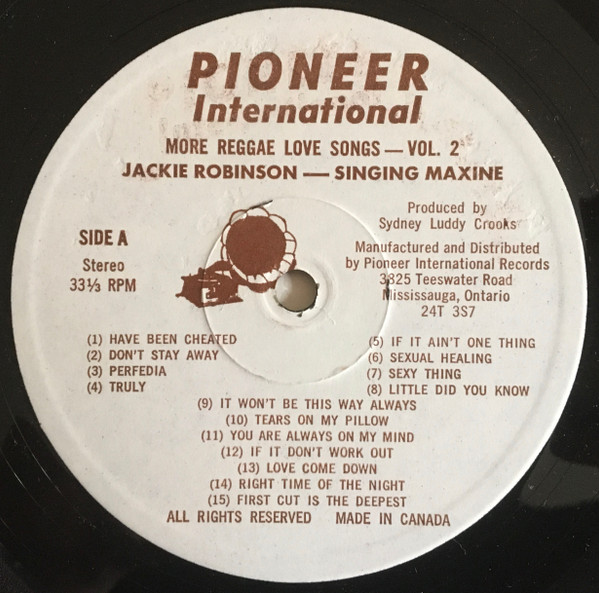 PIONEER
International
MORE REGGAE LOVE SONGS — VOL. 2
JACKIE ROBINSON — SINGING MAXINE
Produced by
Sydney Luddy Crooks
SIDE A
Stereo
33⅓ RPM
Manufactured and Distributed
by Pioneer International Records
3325 Teeswater Road
Mississauga, Ontario
24T 3S7
(1) HAVE BEEN CHEATED
(2) DON'T STAY AWAY
(3) PERFEDIA
(4) TRULY
(5) IF IT AIN'T ONE THING
(6) SEXUAL HEALING
(7) SEXY THING
(8) LITTLE DID YOU KNOW
(9) IT WON'T BE THIS WAY ALWAYS
(10) TEARS ON MY PILLOW
(11) YOU ARE ALWAYS ON MY MIND
(12) IF IT DON'T WORK OUT
(13) LOVE COME DOWN
(14) RIGHT TIME OF THE NIGHT
(15) FIRST CUT IS THE DEEPEST
ALL RIGHTS RESERVED MADE IN CANADA